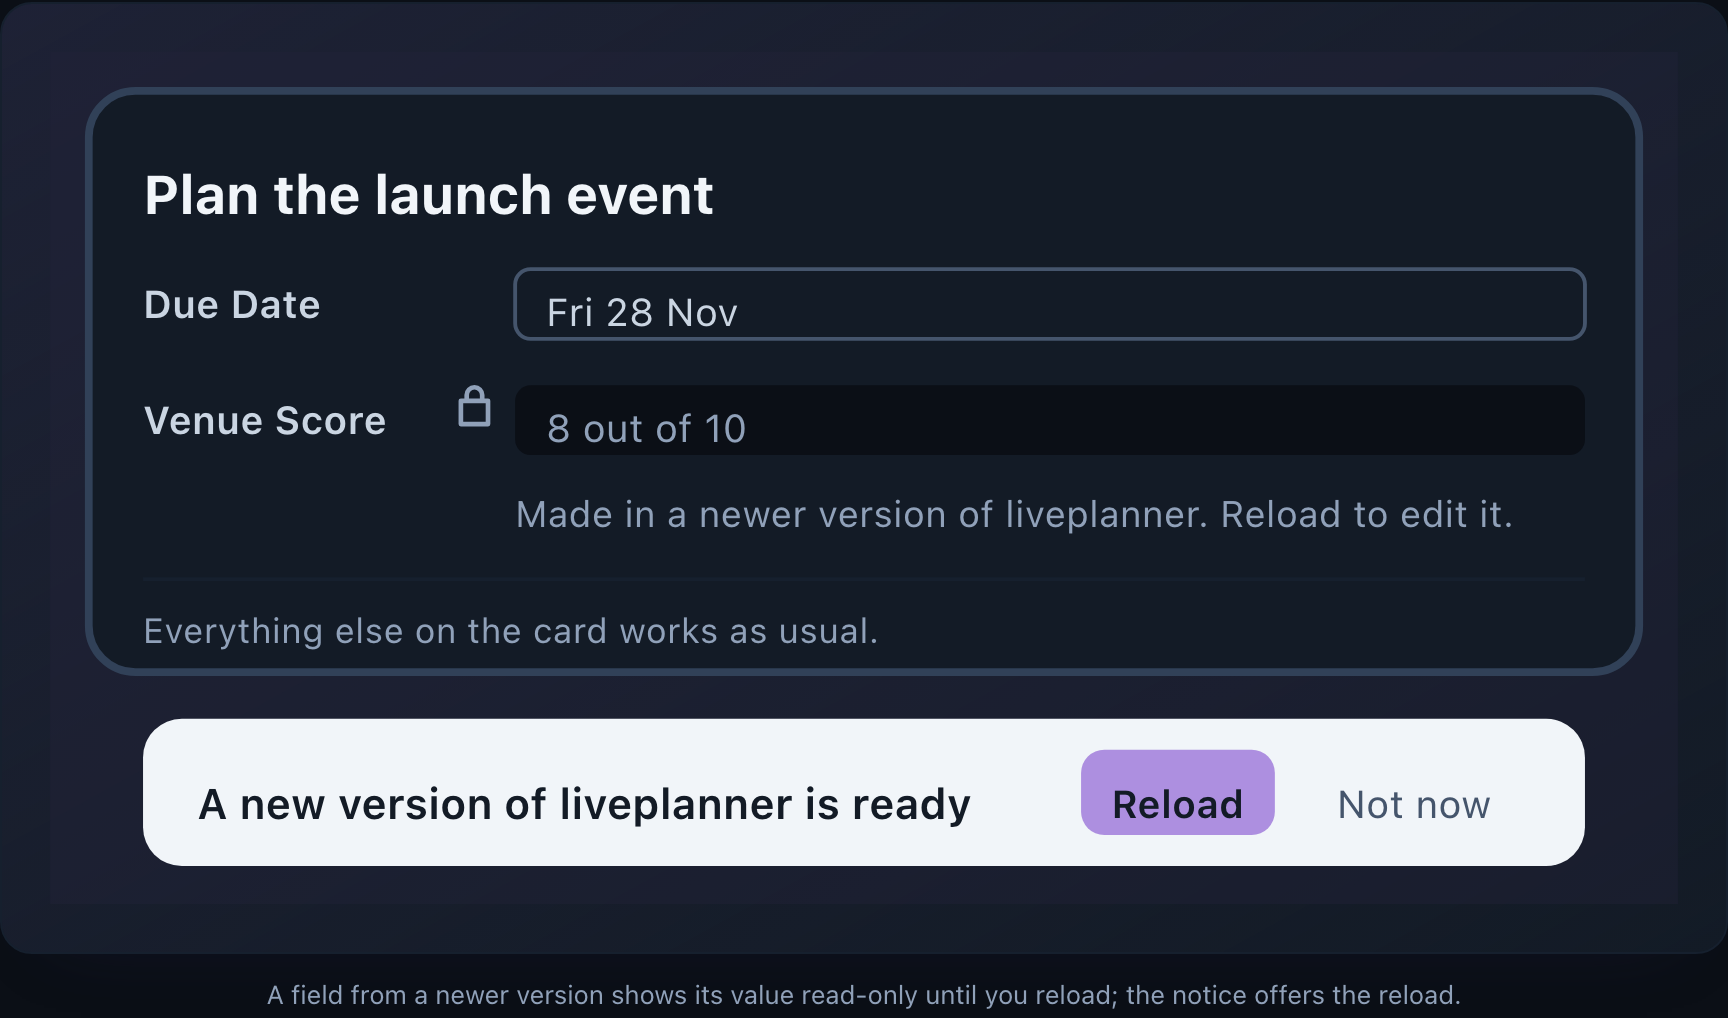 Plan the launch event
Due Date
Fri 28 Nov
Venue Score
8 out of 10
Made in a newer version of liveplanner. Reload to edit it.
Everything else on the card works as usual.
A new version of liveplanner is ready
Reload
Not now
A field from a newer version shows its value read-only until you reload; the notice offers the reload.